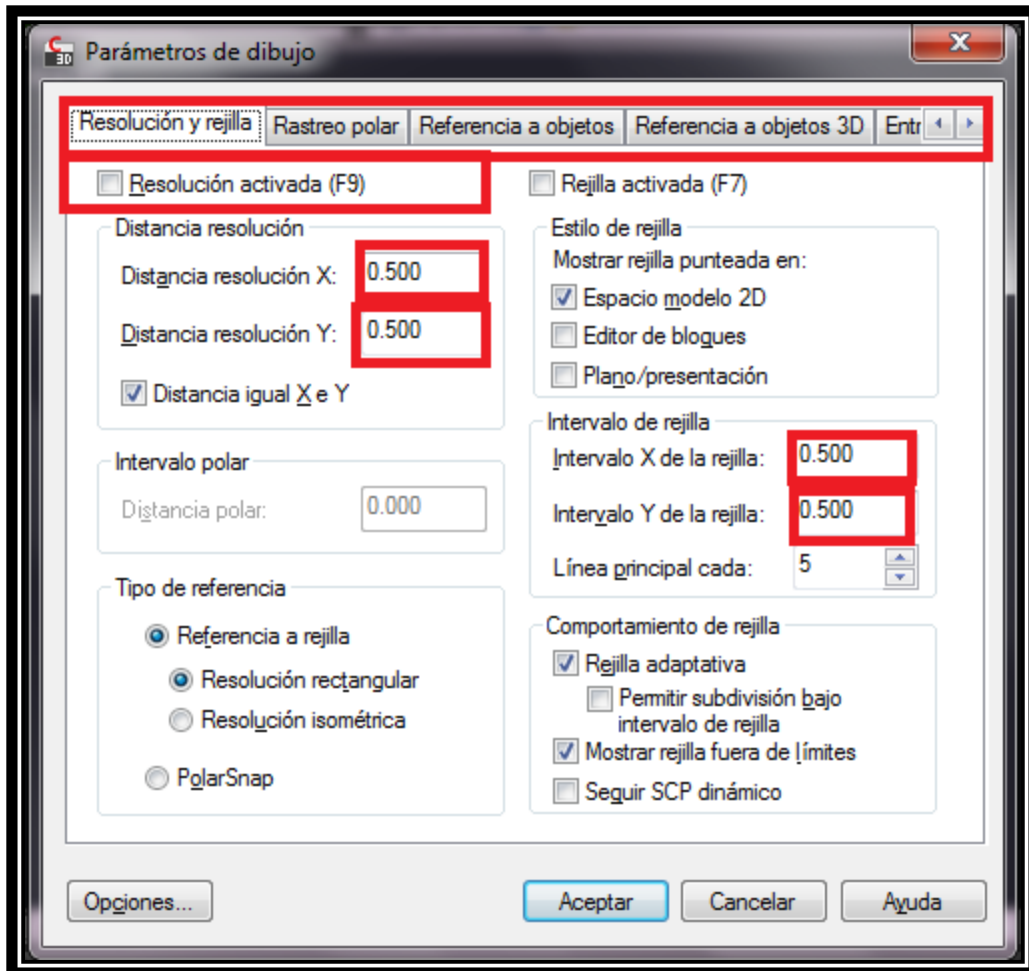 C
3D
Parámetros de dibujo
x
Resolución y rejilla
Rastreo polar
Referencia a objetos
Referencia a objetos 3D
Entr
Resolución activada (F9)
Distancia resolución
Distancia resolución X:
0.500
Distancia resolución Y:
0.500
Distancia igual X e Y
Intervalo polar
Distancia polar:
0.000
Tipo de referencia
Referencia a rejilla
Resolución rectangular
Resolución isométrica
PolarSnap
Rejilla activada (F7)
Estilo de rejilla
Mostrar rejilla punteada en:
Espacio modelo 2D
Editor de bloques
Plano/presentación
Intervalo de rejilla
Intervalo X de la rejilla:
0.500
Intervalo Y de la rejilla:
0.500
Línea principal cada:
5
Comportamiento de rejilla
Rejilla adaptativa
Permitir subdivisión bajo
intervalo de rejilla
Mostrar rejilla fuera de límites
Seguir SCP dinámico
Opciones...
Aceptar
Cancelar
Ayuda